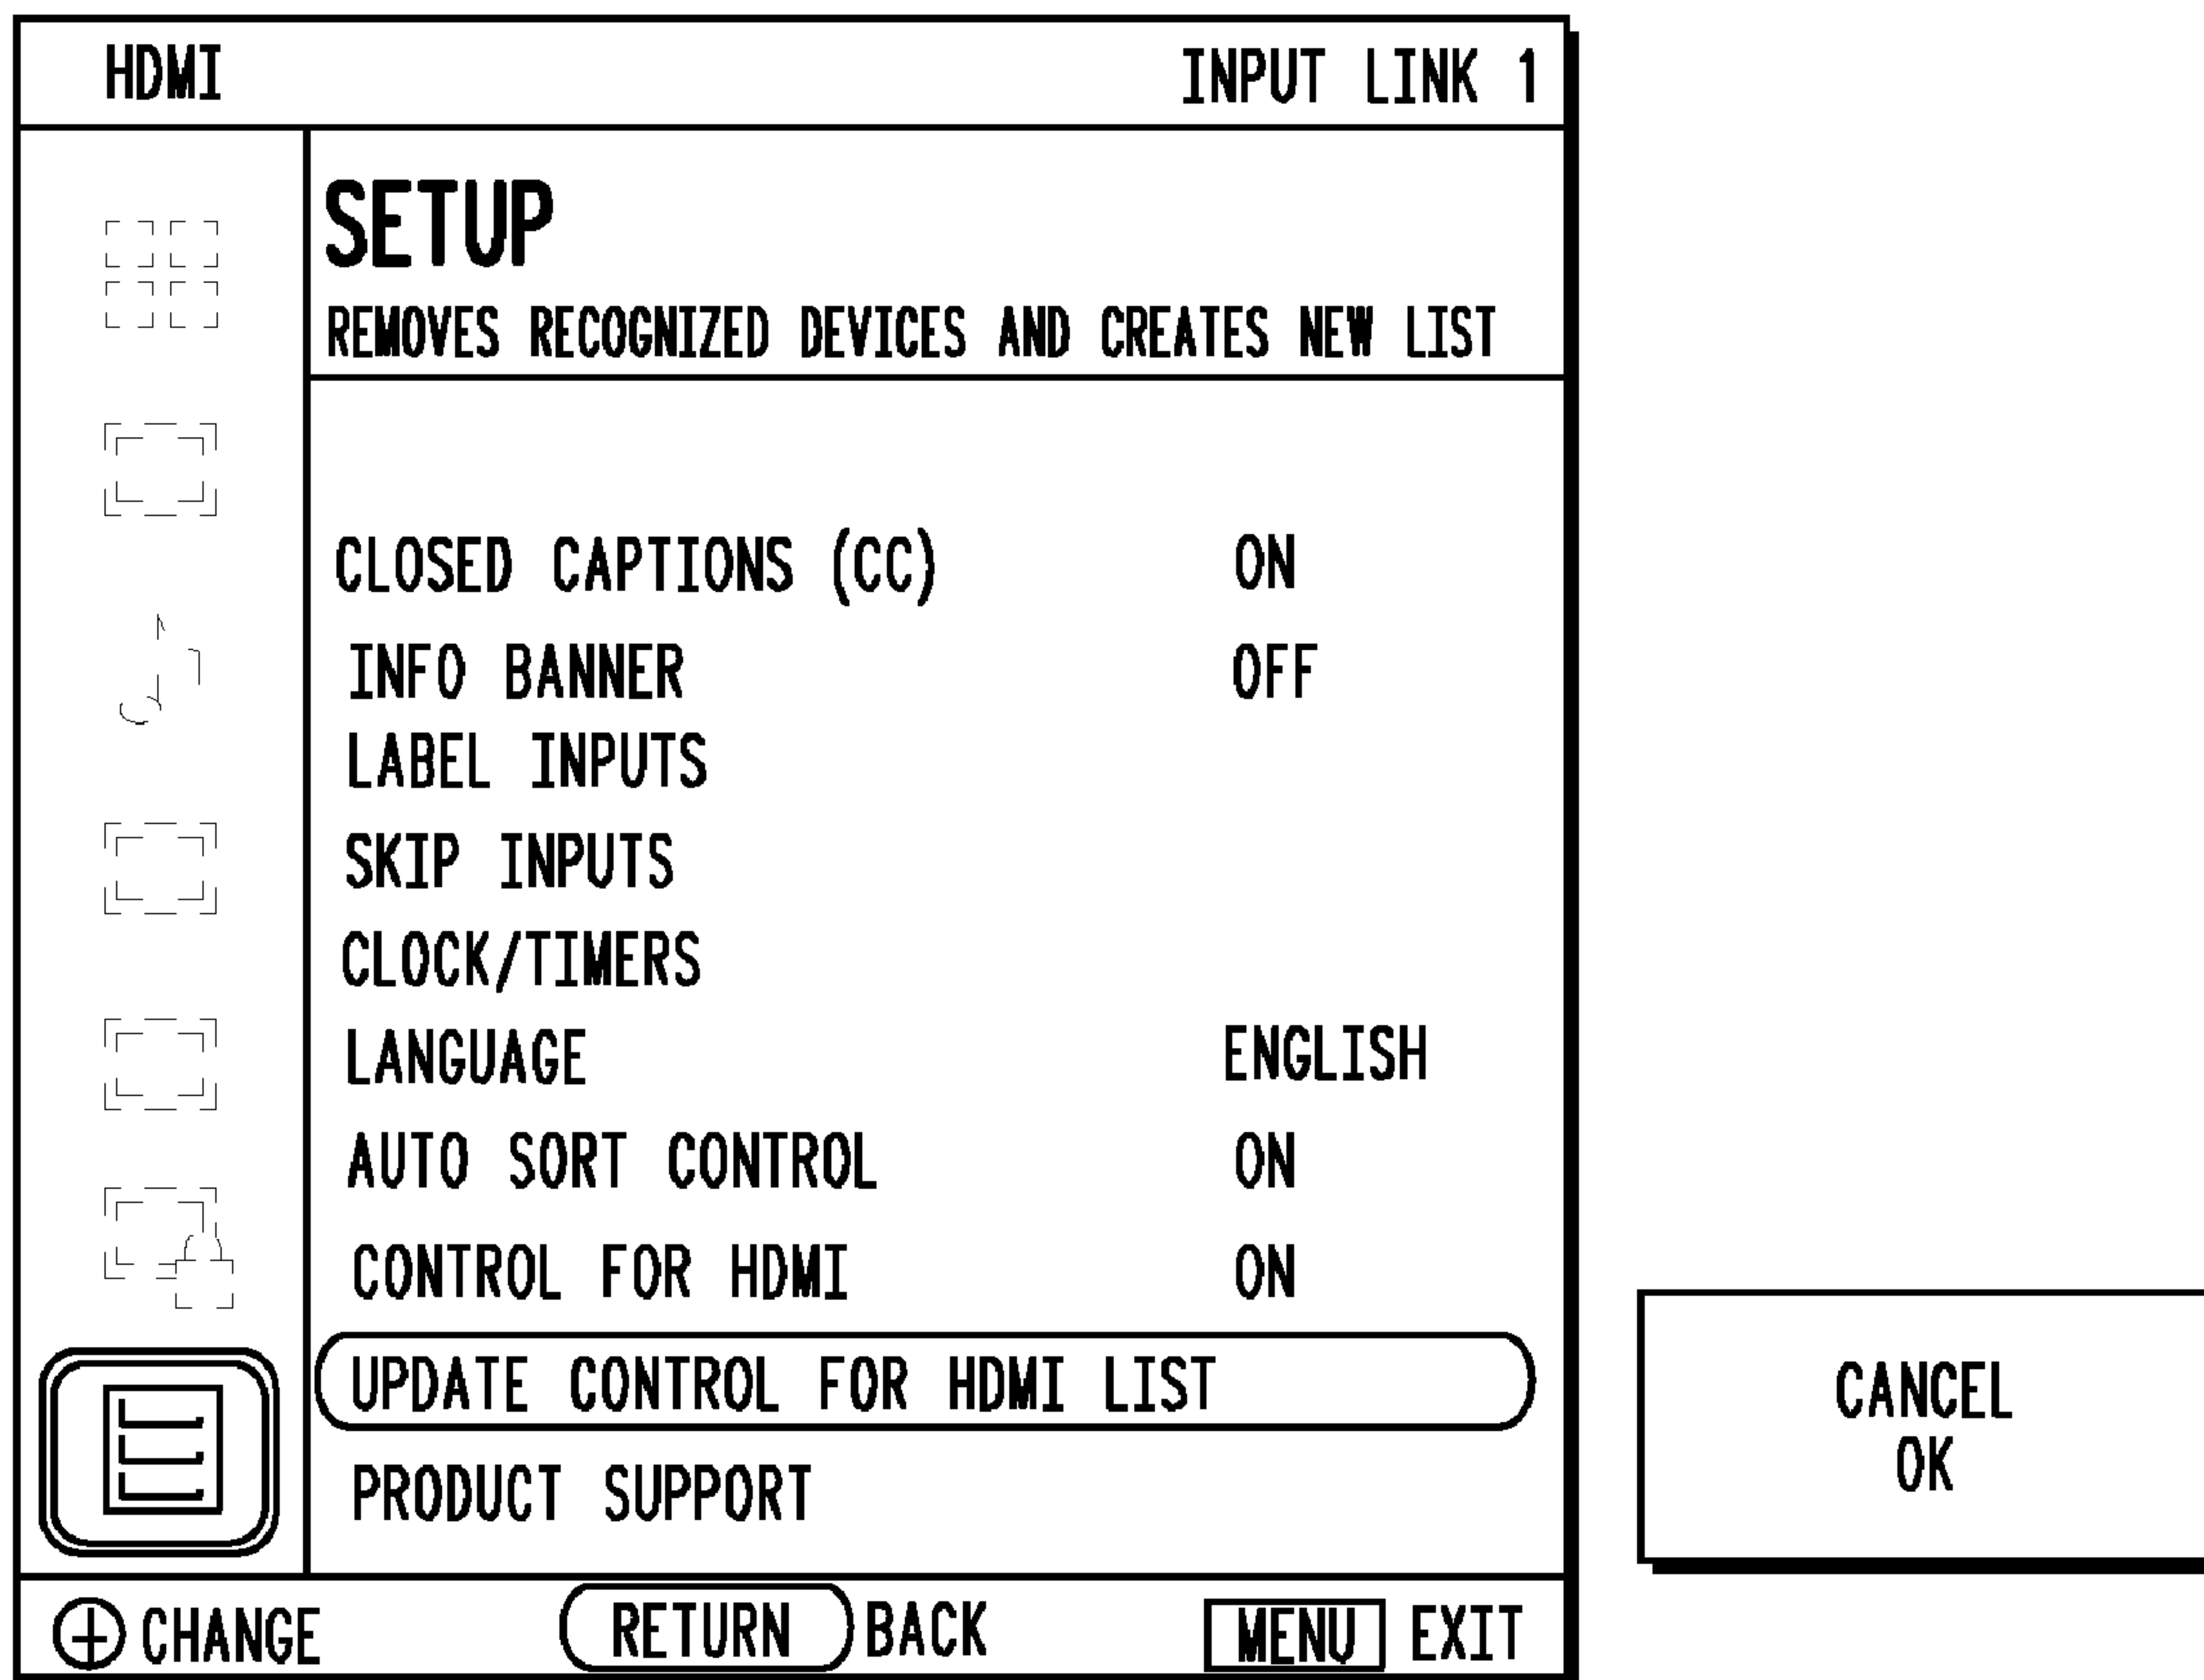 HDMI INPUT LINK 1
SETUP
REMOVES RECOGNIZED DEVICES AND CREATES NEW LIST
CLOSED CAPTIONS (CC) ON
INFO BANNER OFF
LABEL INPUTS
SKIP INPUTS
CLOCK/TIMERS
LANGUAGE ENGLISH
AUTO SORT CONTROL ON
CONTROL FOR HDMI ON
UPDATE CONTROL FOR HDMI LIST
PRODUCT SUPPORT
CANCEL
OK
CHANGE RETURN BACK MENU EXIT